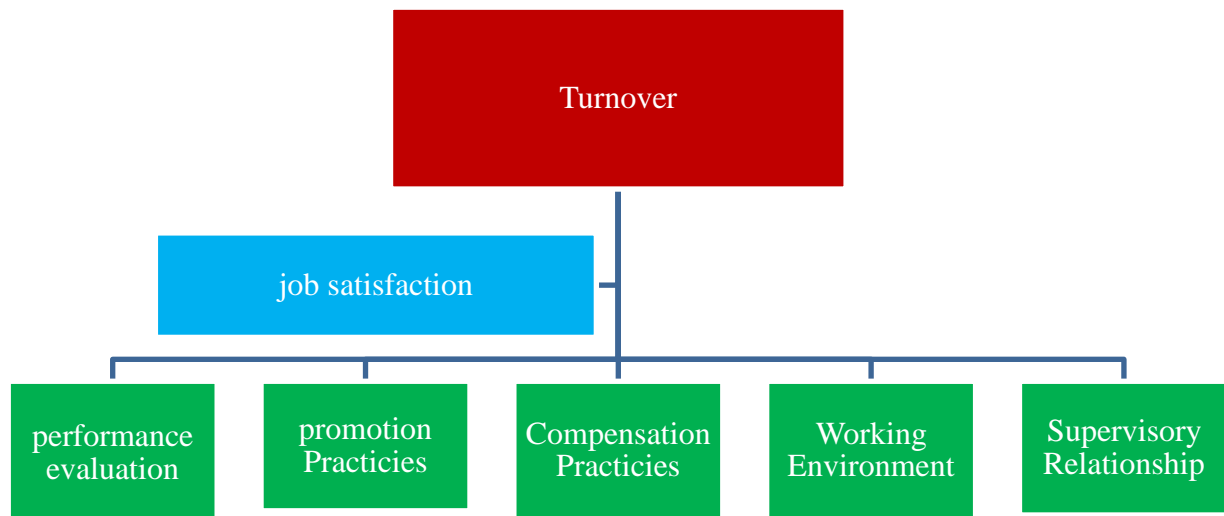 Turnover
job satisfaction
performance
evaluation
promotion
Practicies
Compensation
Practicies
Working
Environment
Supervisory
Relationship